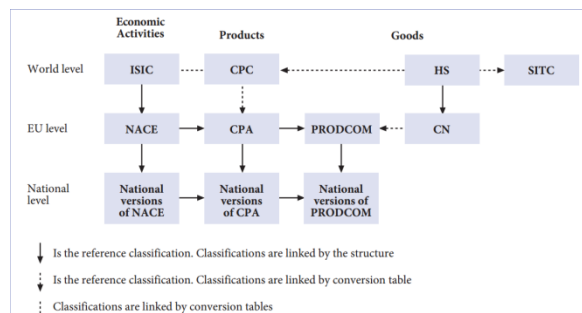 Economic
Activities
Products
Goods
World level
ISIC
CPC
HS
SITC
EU level
NACE
CPA
PRODCOM
CN
National
level
National
versions
of NACE
National
versions
of CPA
National
versions of
PRODCOM
Is the reference classification. Classifications are linked by the structure
Is the reference classification. Classifications are linked by conversion table
Classifications are linked by conversion tables